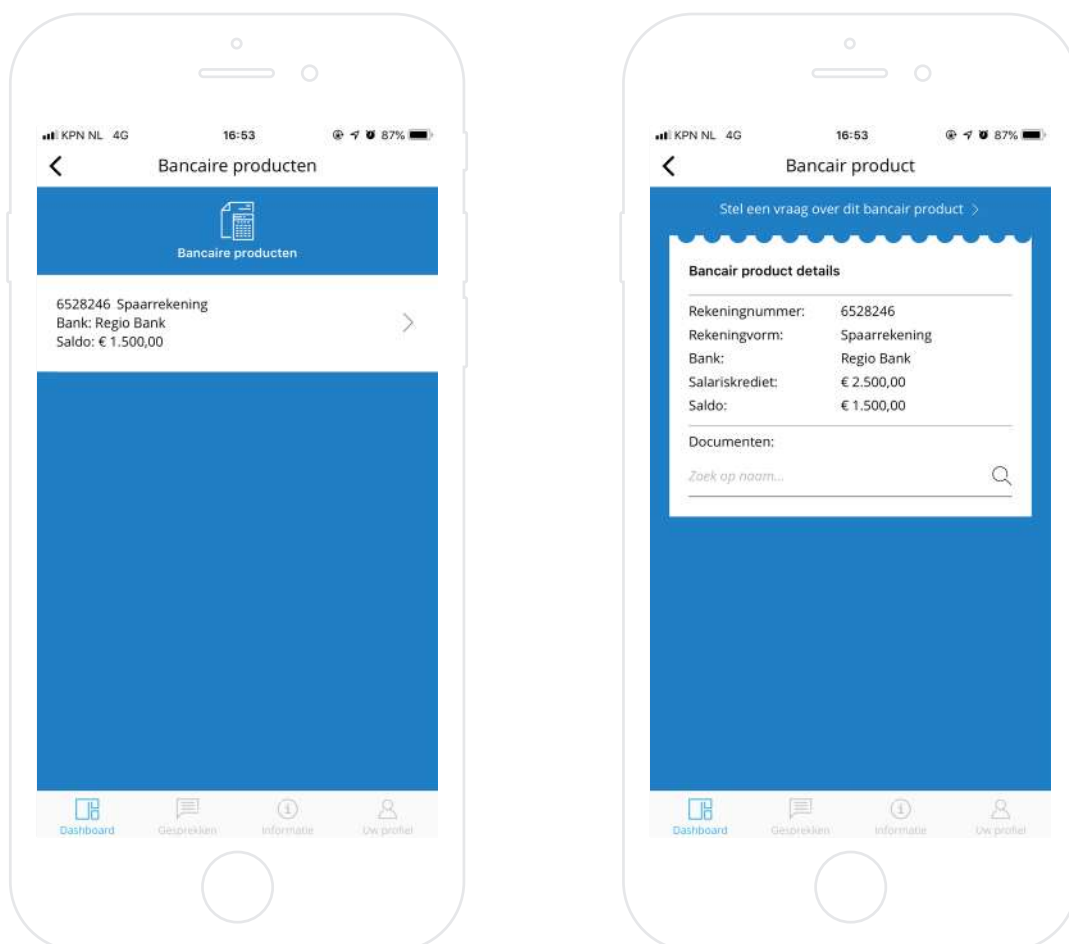 KPN NL 4G 16:53 87%
Bancaire producten
Bancaire producten
6528246 Spaarrekening
Bank: Regio Bank
Saldo: € 1.500,00
Dashboard Gesprekken Informatie Uw profiel
KPN NL 4G 16:53 87%
Bancair product
Stel een vraag over dit bancair product
Bancair product details
Rekeningnummer: 6528246
Rekeningvorm: Spaarrekening
Bank: Regio Bank
Salariskrediet: € 2.500,00
Saldo: € 1.500,00
Documenten:
Zoek op naam...
Dashboard Gesprekken Informatie Uw profiel